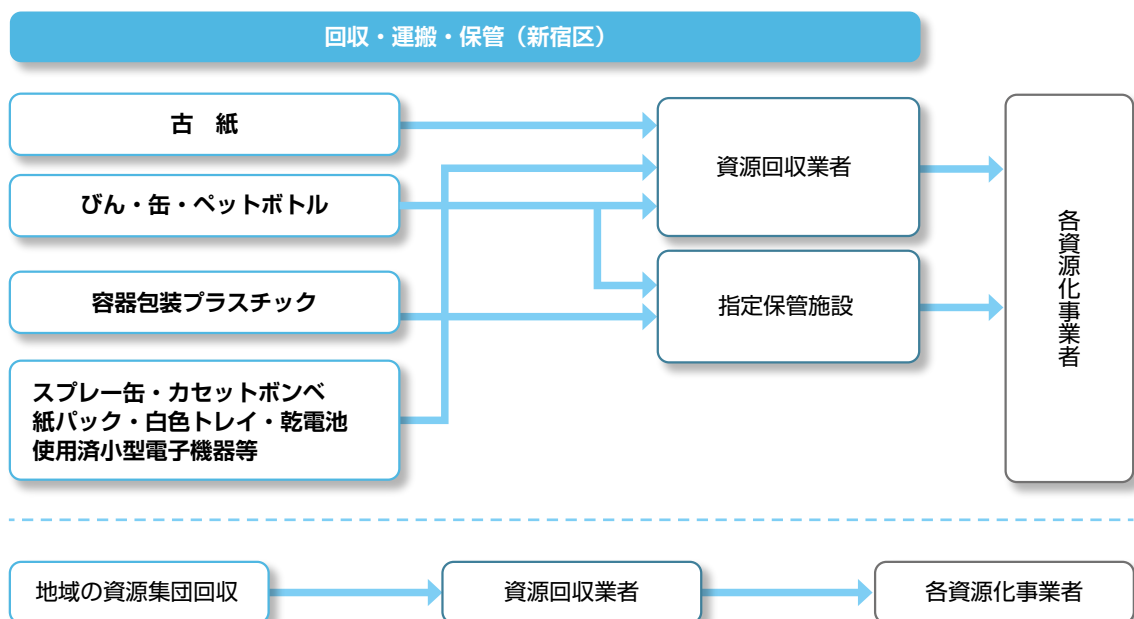 回収・運搬・保管（新宿区）
古　紙
びん・缶・ペットボトル
容器包装プラスチック
スプレー缶・カセットボンベ
紙パック・白色トレイ・乾電池
使用済小型電子機器等
資源回収業者
指定保管施設
各資源化事業者
地域の資源集団回収
資源回収業者
各資源化事業者